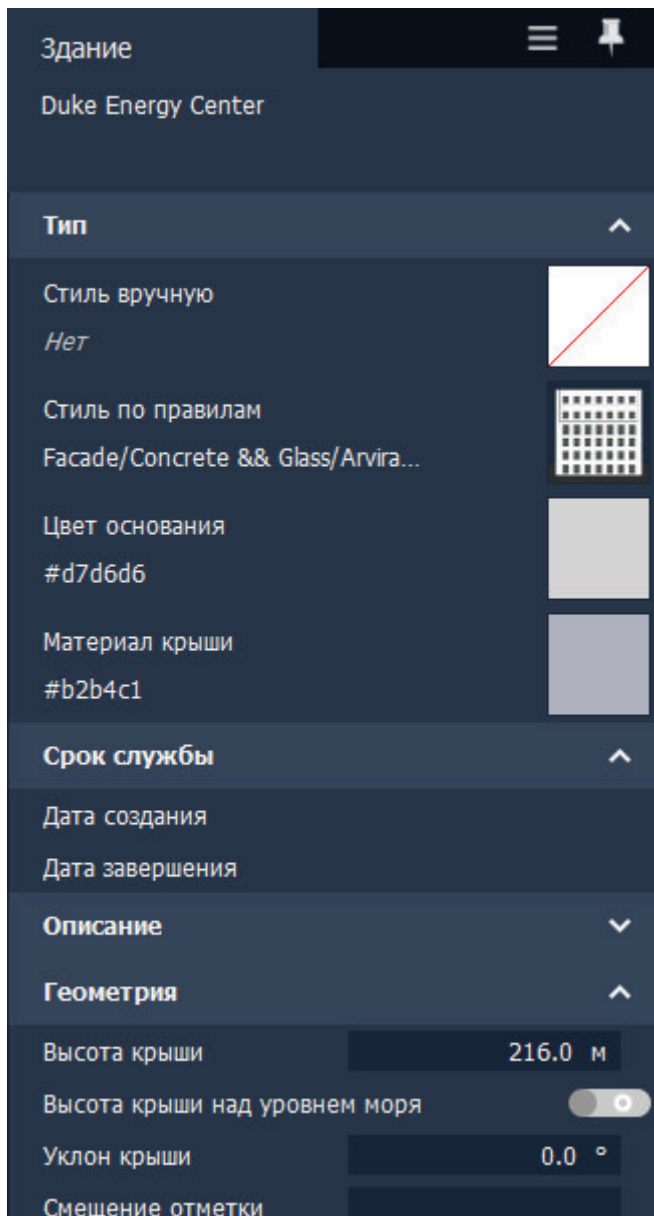 Здание
Duke Energy Center
Тип
Стиль вручную
Нет
Стиль по правилам
Facade/Concrete && Glass/Arvira...
Цвет основания
#d7d6d6
Материал крыши
#b2b4c1
Срок службы
Дата создания
Дата завершения
Описание
Геометрия
Высота крыши 216.0 м
Высота крыши над уровнем моря
Уклон крыши 0.0 °
Смещение отметки